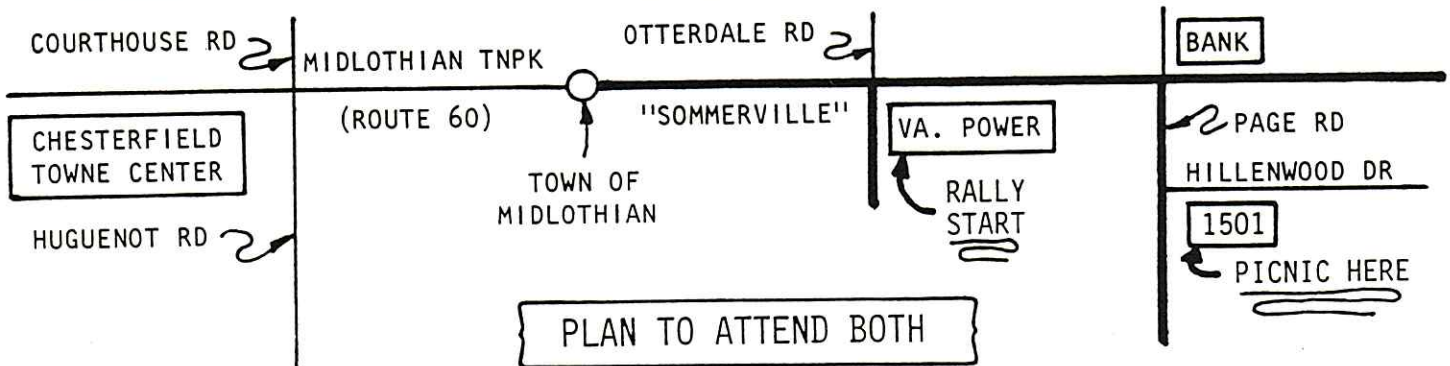 COURTHOUSE RD
MIDLOTHIAN TNPK
(ROUTE 60)
CHESTERFIELD
TOWNE CENTER
HUGUENOT RD
TOWN OF
MIDLOTHIAN
OTTERDALE RD
"SOMMERVILLE"
VA. POWER
RALLY
START
BANK
PAGE RD
HILLENWOOD DR
1501
PICNIC HERE
PLAN TO ATTEND BOTH